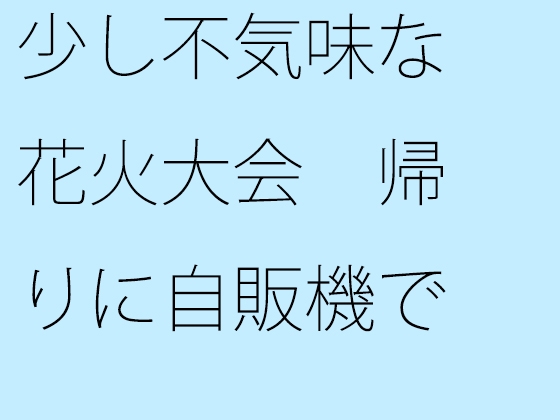 少し不気味な
花火大会　帰
りに自販機で